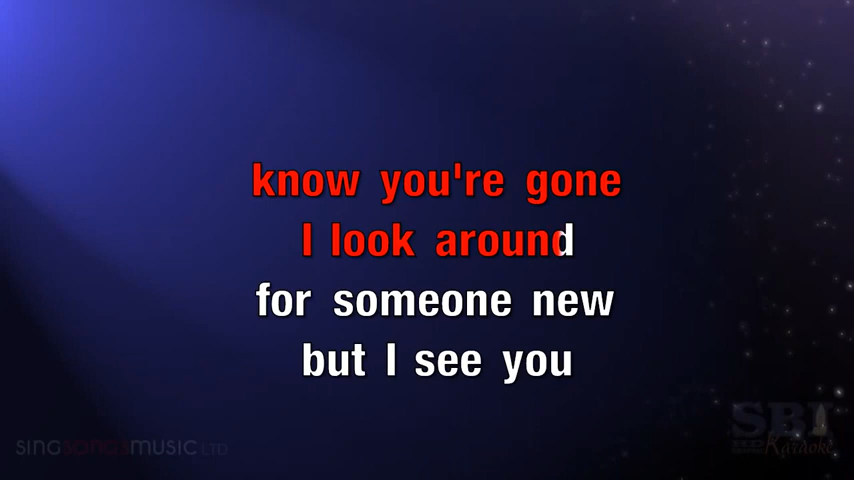 know you're gone
I look around
for someone new
but I see you
SINGSONGSMUSIC LTD
SBI
Karaoke